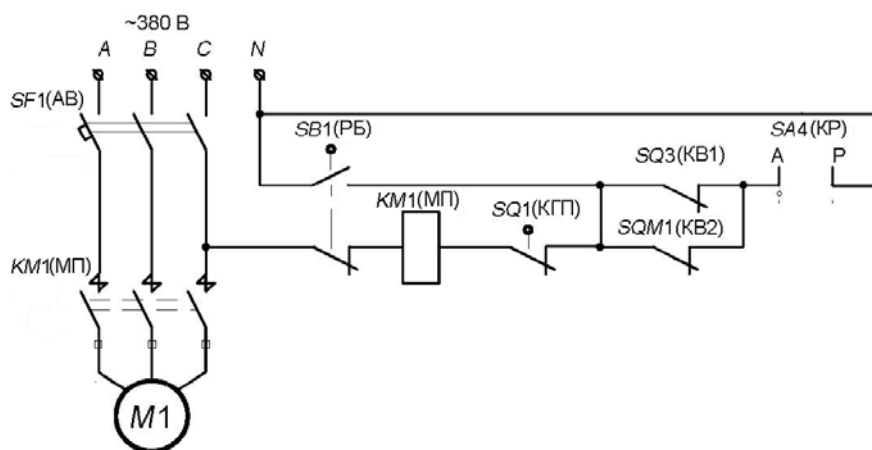 ~380 В
A B C N
SF1(АВ)
SB1(РБ)
SA4(КР)
SQ3(КВ1)
A P
KM1(МП)
SQ1(КГП)
SQM1(КВ2)
KM1(МП)
M1